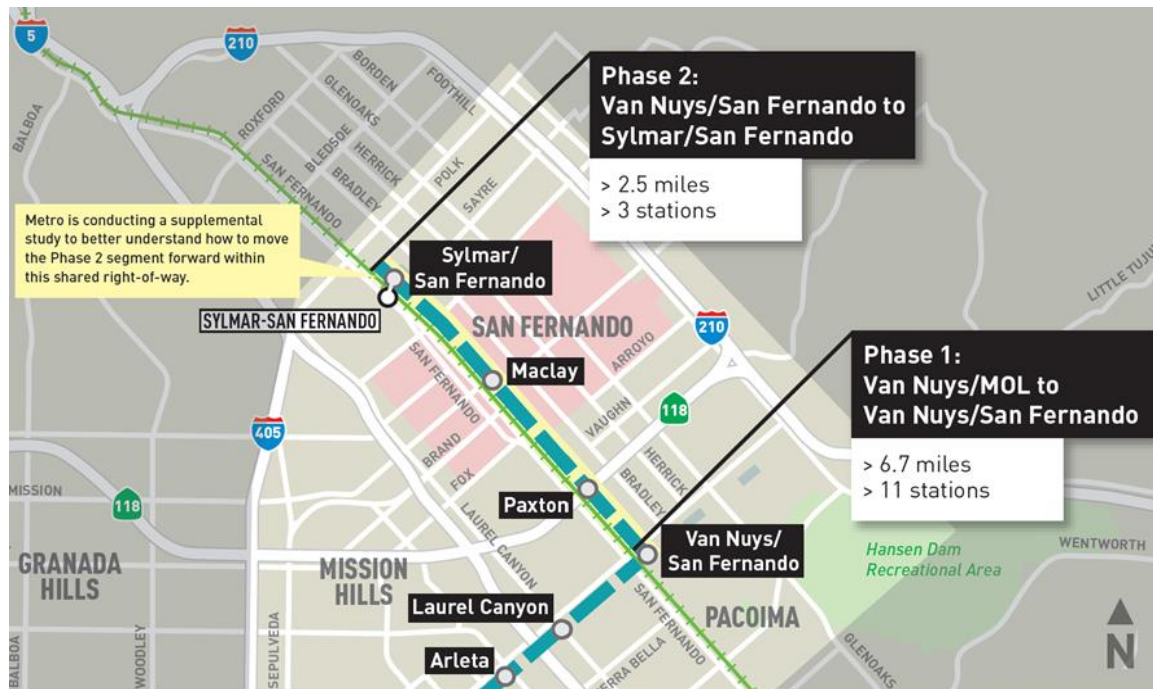 5
210
BALBOA
ROXFORD
BORDEN
GLENOAKS
FOOTHILL
BLEDSOE
HERRICK
BRADLEY
POLK
SAYRE
SAN FERNANDO
Phase 2:
Van Nuys/San Fernando to
Sylmar/San Fernando
> 2.5 miles
> 3 stations
Metro is conducting a supplemental
study to better understand how to move
the Phase 2 segment forward within
this shared right-of-way.
Sylmar/
San Fernando
SYLMAR-SAN FERNANDO
SAN FERNANDO
LITTLE TUJU
210
ARROYO
Maclay
SAN FERNANDO
Phase 1:
Van Nuys/MOL to
Van Nuys/San Fernando
> 6.7 miles
> 11 stations
405
118
VAUGHN
BRAND
FOX
HERRICK
BRADLEY
MISSION
118
Paxton
LAUREL CANYON
Van Nuys/
San Fernando
Hansen Dam
Recreational Area
WENTWORTH
GRANADA
HILLS
MISSION
HILLS
Laurel Canyon
SAN FERNANDO
PACOIMA
GLENOAKS
N
Arleta
BALBOA
WOODLEY
SEPULVEDA
ERRA BELLA